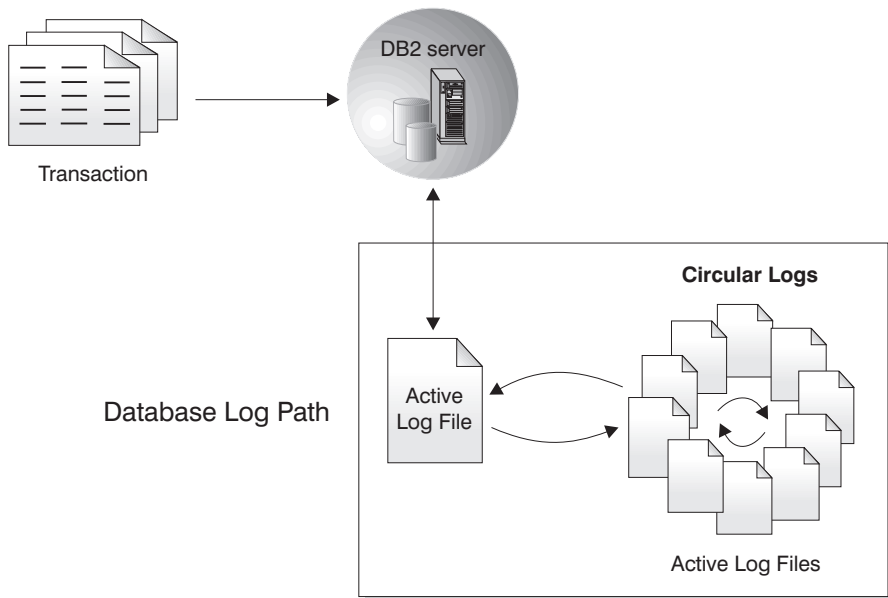 DB2 server
Transaction
Circular Logs
Active
Log File
Database Log Path
Active Log Files